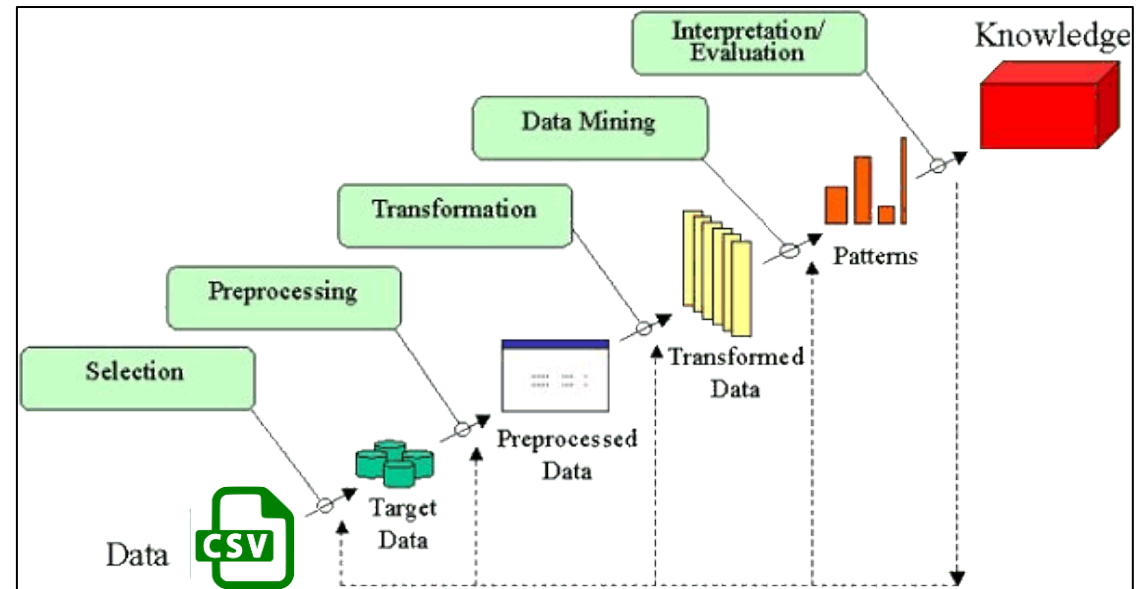 Interpretation/
Evaluation
Knowledge
Data Mining
Transformation
Patterns
Preprocessing
Transformed
Data
Selection
Preprocessed
Data
Target
Data
Data
CSV